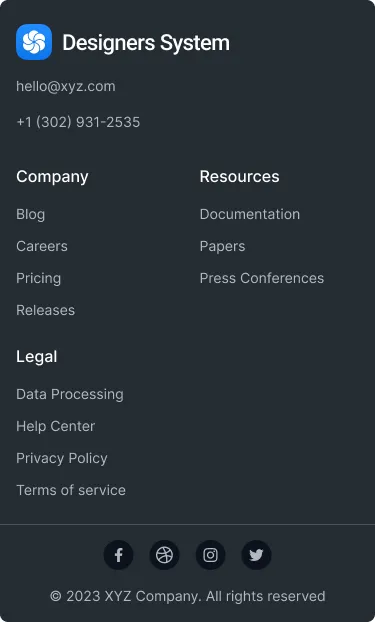 Designers System
hello@xyz.com
+1 (302) 931-2535
Company
Blog
Careers
Pricing
Releases
Resources
Documentation
Papers
Press Conferences
Legal
Data Processing
Help Center
Privacy Policy
Terms of service
© 2023 XYZ Company. All rights reserved